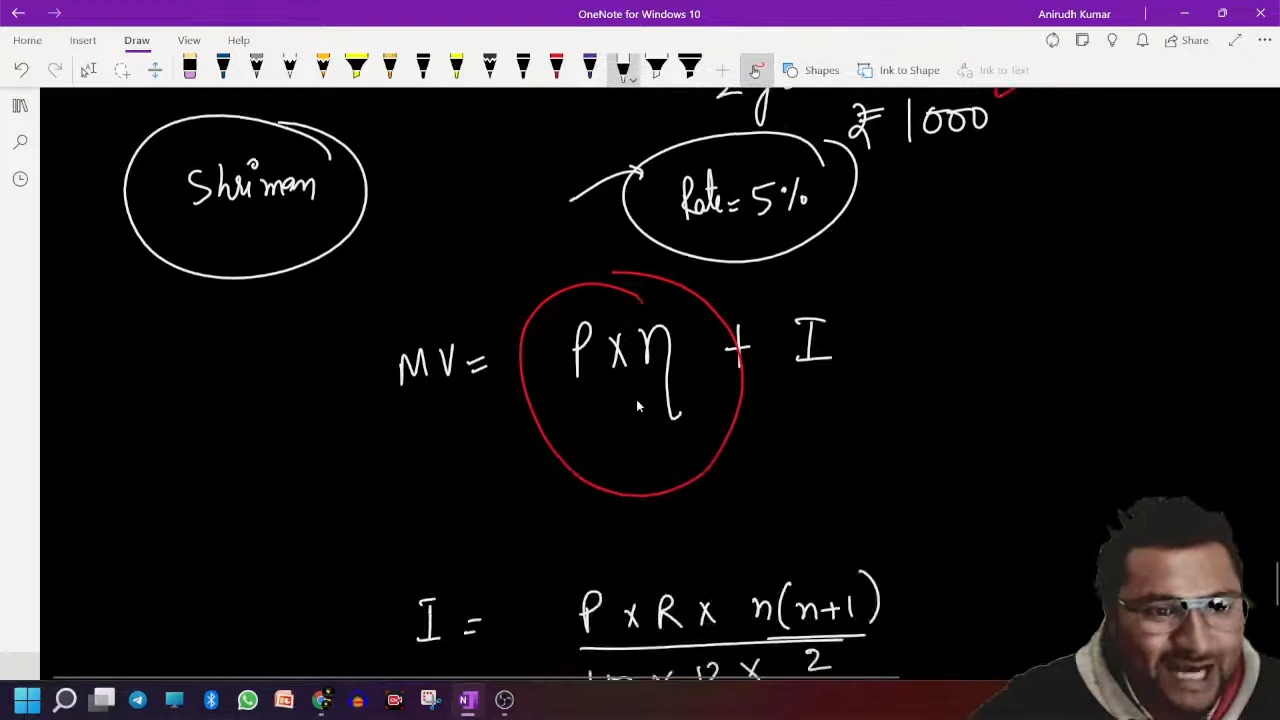 OneNote for Windows 10
Anirudh Kumar
Home Insert Draw View Help
Share
Shapes
Ink to Shape
Ink to Text
₹ 1000
Shriman
Rate = 5%
MV = P x n + I
I = P x R x n(n+1)
12 x 2